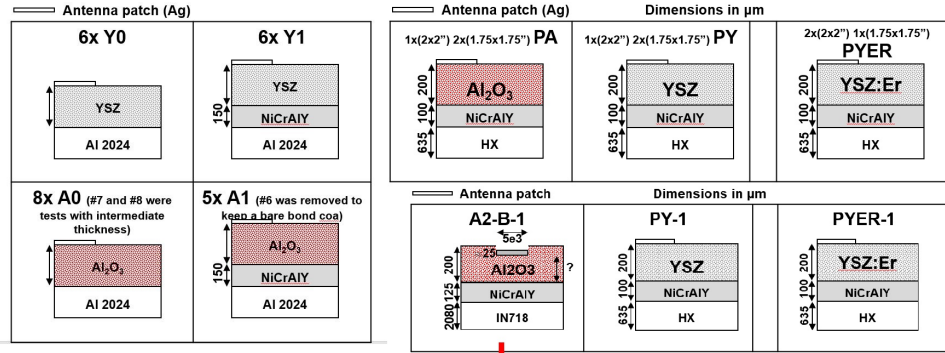 Antenna patch (Ag)
6x Y0
YSZ
Al 2024
6x Y1
YSZ
150
NiCrAlY
Al 2024
8x A0 (#7 and #8 were
tests with intermediate
thickness)
Al₂O₃
Al 2024
5x A1 (#6 was removed to
keep a bare bond coa)
Al₂O₃
150
NiCrAlY
Al 2024
Antenna patch (Ag)
Dimensions in µm
1x(2x2") 2x(1.75x1.75") PA
200
Al₂O₃
100
NiCrAlY
635
HX
1x(2x2") 2x(1.75x1.75") PY
200
YSZ
100
NiCrAlY
635
HX
2x(2x2") 1x(1.75x1.75")
PYER
200
YSZ:Er
100
NiCrAlY
635
HX
Antenna patch
Dimensions in µm
A2-B-1
5e3
25
200
Al2O3
?
125
NiCrAlY
2080
IN718
PY-1
200
YSZ
100
NiCrAlY
635
HX
PYER-1
200
YSZ:Er
100
NiCrAlY
635
HX